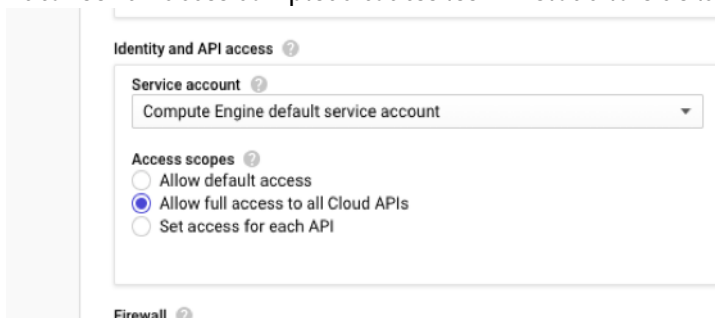 Identity and API access
Service account
Compute Engine default service account
Access scopes
Allow default access
Allow full access to all Cloud APIs
Set access for each API
Firewall